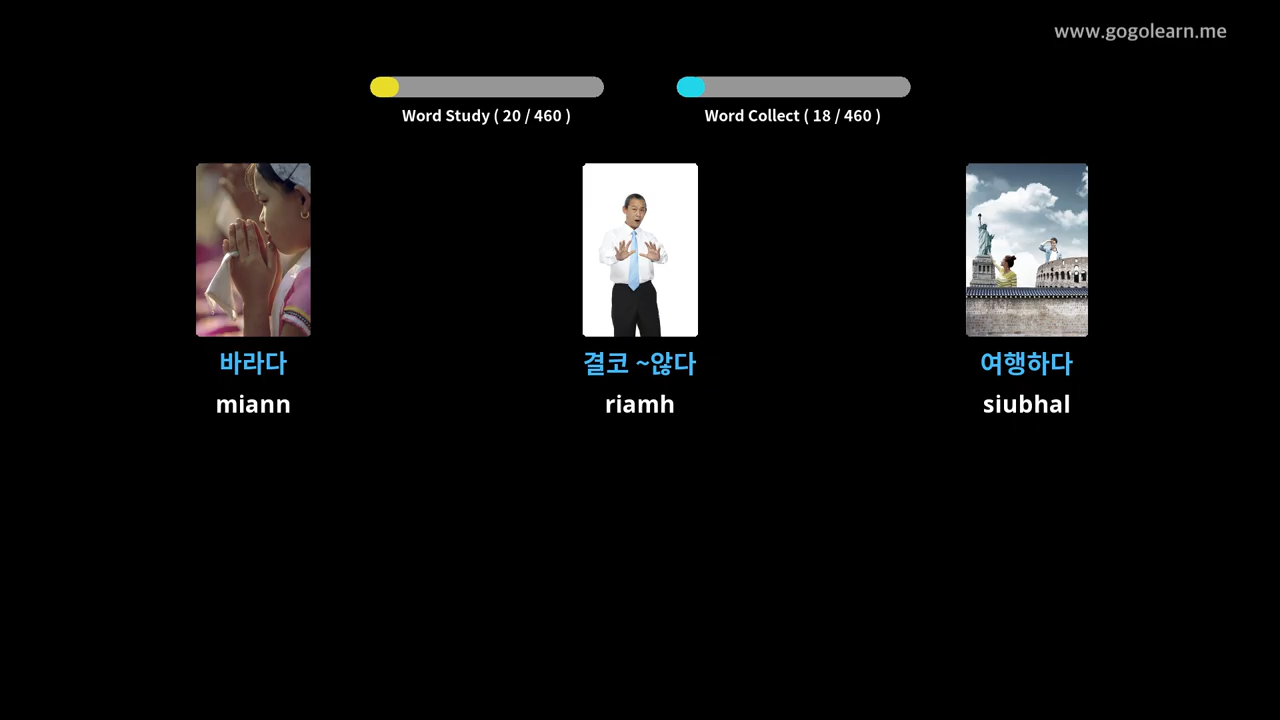 www.gogolearn.me
Word Study ( 20 / 460 )
Word Collect ( 18 / 460 )
바라다
결코 ~않다
여행하다
miann
riamh
siubhal